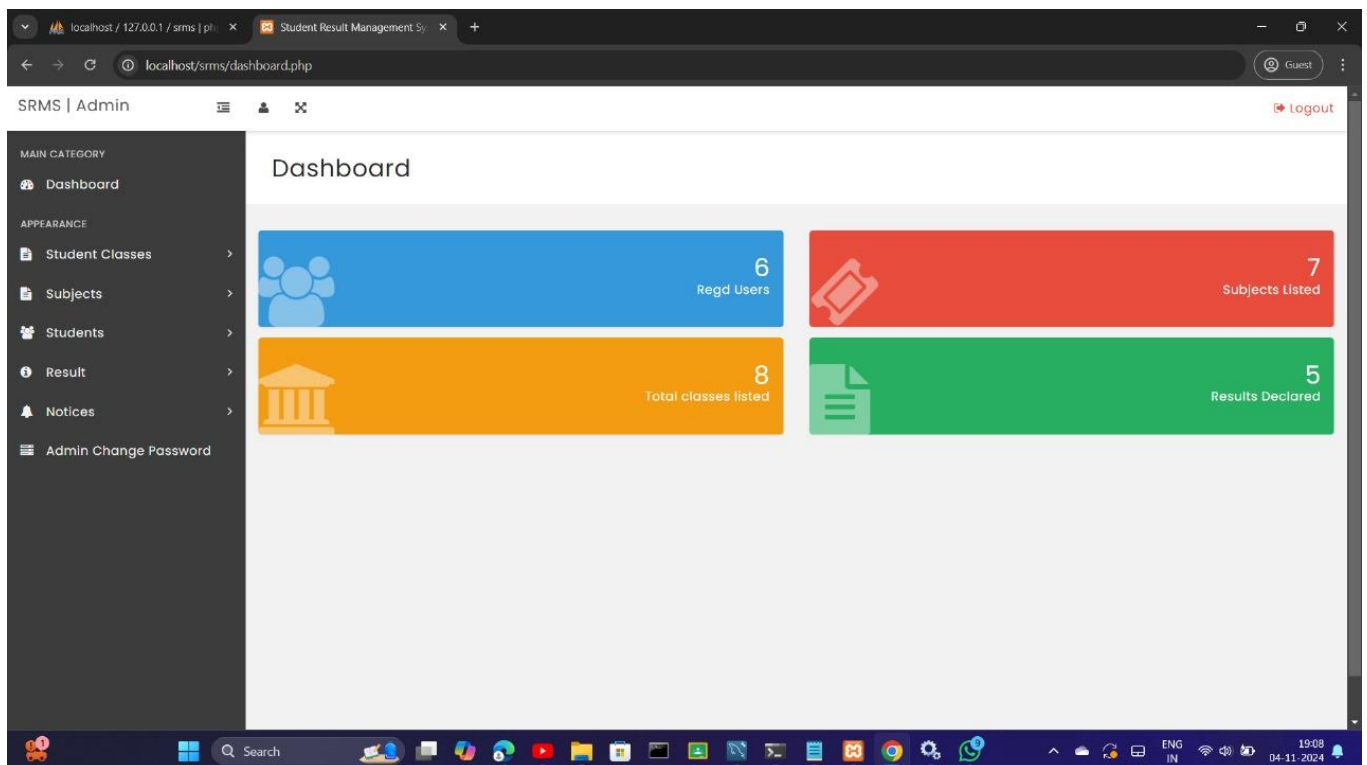 localhost / 127.0.0.1 / srms | ph
Student Result Management Sy
localhost/srms/dashboard.php
Guest
SRMS | Admin
Logout
MAIN CATEGORY
Dashboard
APPEARANCE
Student Classes
Subjects
Students
Result
Notices
Admin Change Password
Dashboard
6
Regd Users
7
Subjects Listed
8
Total classes listed
5
Results Declared
1
Search
ENG
IN
19:08
04-11-2024